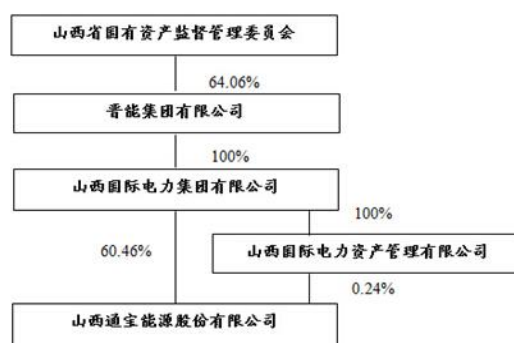 山西省国有资产监督管理委员会
64.06%
晋能集团有限公司
100%
山西国际电力集团有限公司
100%
60.46%
山西国际电力资产管理有限公司
0.24%
山西通宝能源股份有限公司